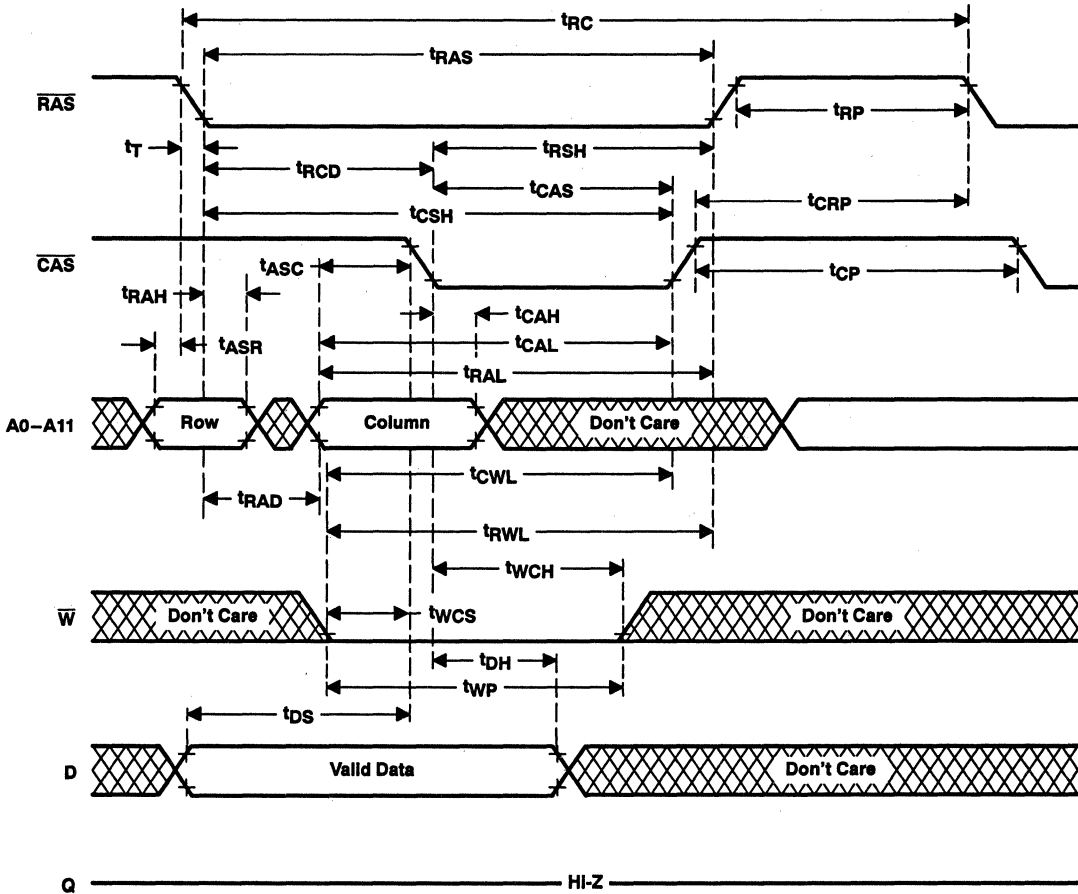 tRC
tRAS
RAS
tRP
tT
tRSH
tRCD
tCAS
tCRP
tCSH
CAS
tASC
tCP
tRAH
tCAH
tASR
tCAL
tRAL
A0–A11 Row Column Don't Care
tCWL
tRAD
tRWL
tWCH
W Don't Care tWCS Don't Care
tDH
tWP
tDS
D Valid Data Don't Care
Q HI-Z